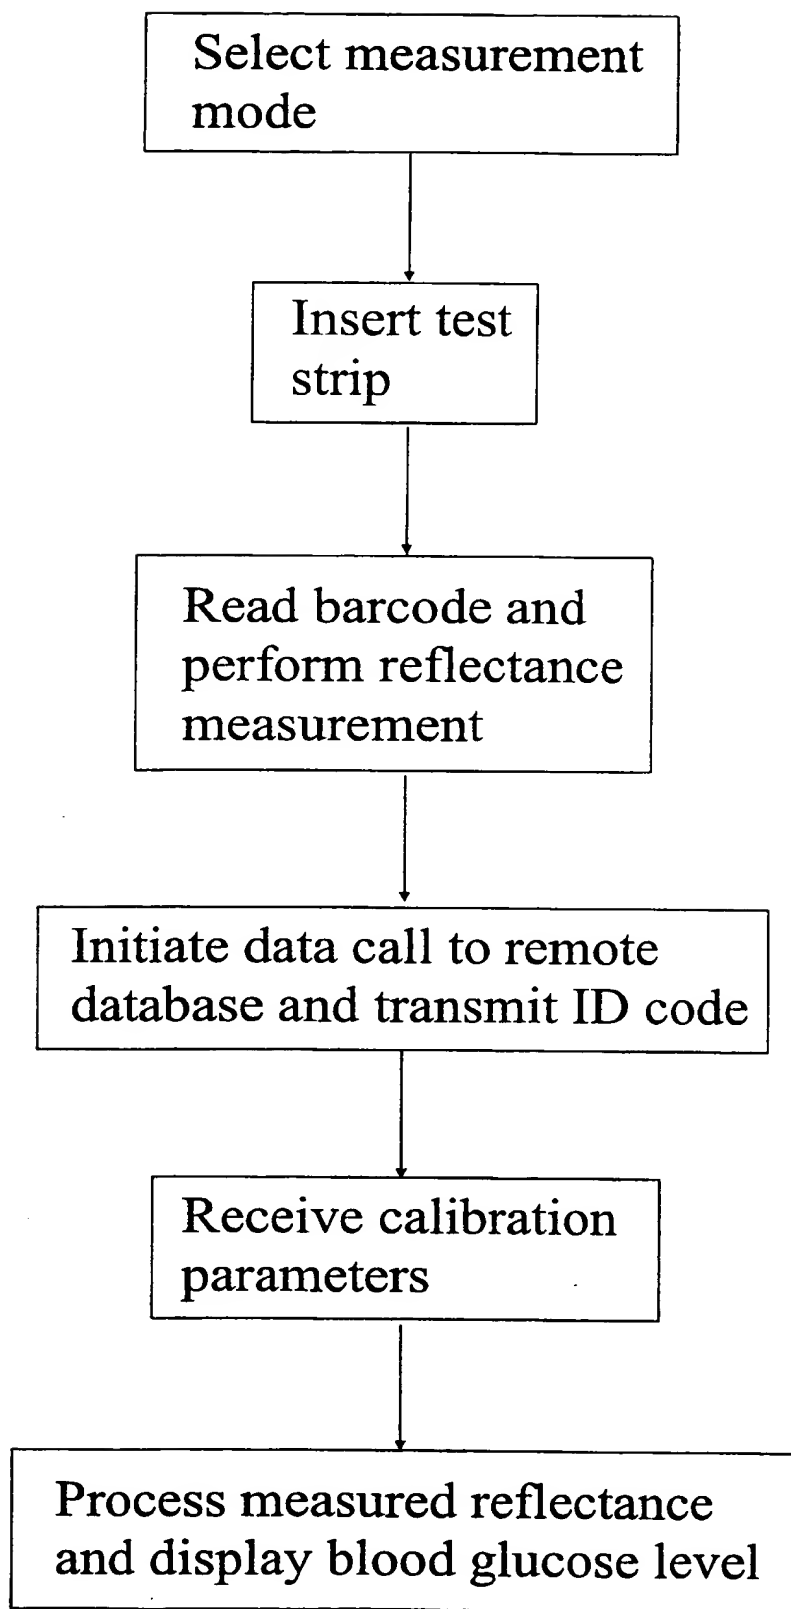 Select measurement
mode
Insert test
strip
Read barcode and
perform reflectance
measurement
Initiate data call to remote
database and transmit ID code
Receive calibration
parameters
Process measured reflectance
and display blood glucose level